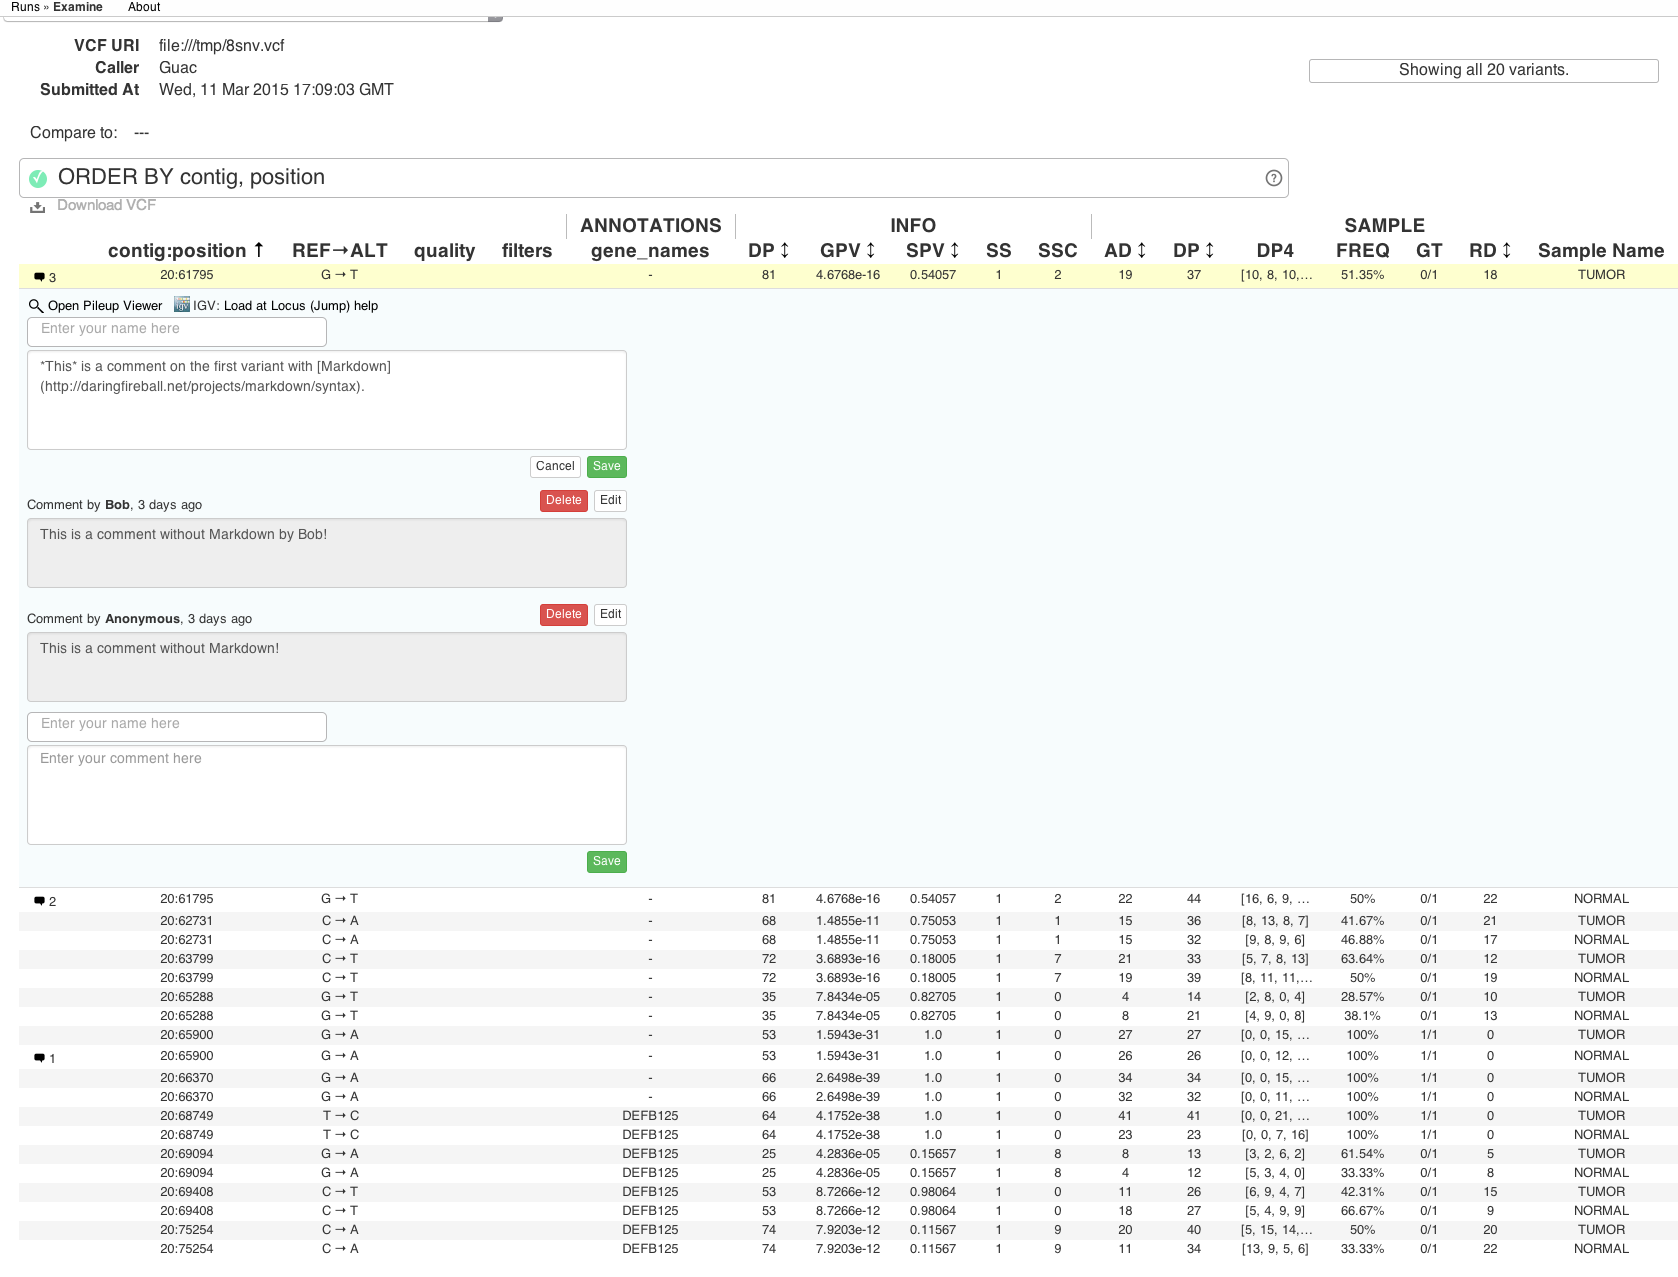 Runs » Examine About
VCF URI file:///tmp/8snv.vcf
Caller Guac
Submitted At Wed, 11 Mar 2015 17:09:03 GMT
Showing all 20 variants.
Compare to: ---
ORDER BY contig, position
Download VCF
ANNOTATIONS INFO SAMPLE
contig:position ↑ REF→ALT quality filters gene_names DP ↕ GPV ↕ SPV ↕ SS SSC AD ↕ DP ↕ DP4 FREQ GT RD ↕ Sample Name
3 20:61795 G → T - 81 4.6768e-16 0.54057 1 2 19 37 [10, 8, 10,... 51.35% 0/1 18 TUMOR
Open Pileup Viewer IGV: Load at Locus (Jump) help
Enter your name here
*This* is a comment on the first variant with [Markdown]
(http://daringfireball.net/projects/markdown/syntax).
Cancel Save
Comment by Bob, 3 days ago Delete Edit
This is a comment without Markdown by Bob!
Comment by Anonymous, 3 days ago Delete Edit
This is a comment without Markdown!
Enter your name here
Enter your comment here
Save
2 20:61795 G → T - 81 4.6768e-16 0.54057 1 2 22 44 [16, 6, 9, ... 50% 0/1 22 NORMAL
20:62731 C → A - 68 1.4855e-11 0.75053 1 1 15 36 [8, 13, 8, 7] 41.67% 0/1 21 TUMOR
20:62731 C → A - 68 1.4855e-11 0.75053 1 1 15 32 [9, 8, 9, 6] 46.88% 0/1 17 NORMAL
20:63799 C → T - 72 3.6893e-16 0.18005 1 7 21 33 [5, 7, 8, 13] 63.64% 0/1 12 TUMOR
20:63799 C → T - 72 3.6893e-16 0.18005 1 7 19 39 [8, 11, 11,... 50% 0/1 19 NORMAL
20:65288 G → T - 35 7.8434e-05 0.82705 1 0 4 14 [2, 8, 0, 4] 28.57% 0/1 10 TUMOR
20:65288 G → T - 35 7.8434e-05 0.82705 1 0 8 21 [4, 9, 0, 8] 38.1% 0/1 13 NORMAL
20:65900 G → A - 53 1.5943e-31 1.0 1 0 27 27 [0, 0, 15, ... 100% 1/1 0 TUMOR
1 20:65900 G → A - 53 1.5943e-31 1.0 1 0 26 26 [0, 0, 12, ... 100% 1/1 0 NORMAL
20:66370 G → A - 66 2.6498e-39 1.0 1 0 34 34 [0, 0, 15, ... 100% 1/1 0 TUMOR
20:66370 G → A - 66 2.6498e-39 1.0 1 0 32 32 [0, 0, 11, ... 100% 1/1 0 NORMAL
20:68749 T → C DEFB125 64 4.1752e-38 1.0 1 0 41 41 [0, 0, 21, ... 100% 1/1 0 TUMOR
20:68749 T → C DEFB125 64 4.1752e-38 1.0 1 0 23 23 [0, 0, 7, 16] 100% 1/1 0 NORMAL
20:69094 G → A DEFB125 25 4.2836e-05 0.15657 1 8 8 13 [3, 2, 6, 2] 61.54% 0/1 5 TUMOR
20:69094 G → A DEFB125 25 4.2836e-05 0.15657 1 8 4 12 [5, 3, 4, 0] 33.33% 0/1 8 NORMAL
20:69408 C → T DEFB125 53 8.7266e-12 0.98064 1 0 11 26 [6, 9, 4, 7] 42.31% 0/1 15 TUMOR
20:69408 C → T DEFB125 53 8.7266e-12 0.98064 1 0 18 27 [5, 4, 9, 9] 66.67% 0/1 9 NORMAL
20:75254 C → A DEFB125 74 7.9203e-12 0.11567 1 9 20 40 [5, 15, 14,... 50% 0/1 20 TUMOR
20:75254 C → A DEFB125 74 7.9203e-12 0.11567 1 9 11 34 [13, 9, 5, 6] 33.33% 0/1 22 NORMAL